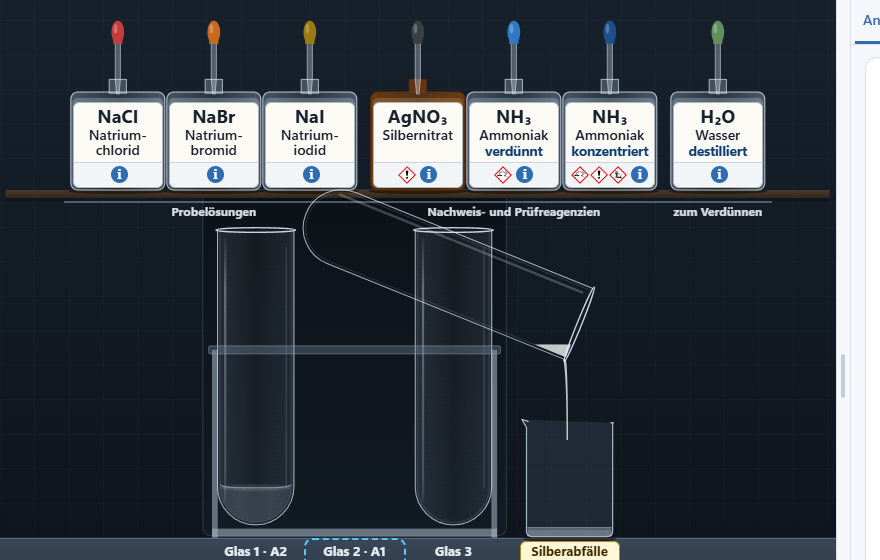 NaCl
Natrium-
chlorid
NaBr
Natrium-
bromid
NaI
Natrium-
iodid
AgNO₃
Silbernitrat
NH₃
Ammoniak
verdünnt
NH₃
Ammoniak
konzentriert
H₂O
Wasser
destilliert
Probelösungen
Nachweis- und Prüfreagenzien
zum Verdünnen
Glas 1 · A2
Glas 2 · A1
Glas 3
Silberabfälle
An